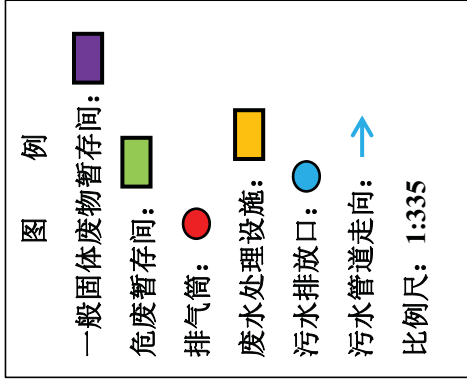 图 例
一般固体废物暂存间：
危废暂存间：
排气筒：
废水处理设施：
污水排放口：
污水管道走向：
比例尺：1:335